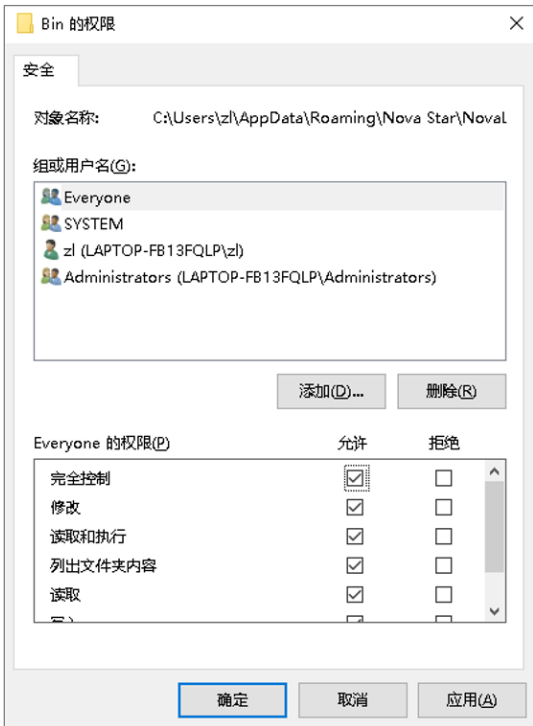 Bin 的权限
安全
对象名称: C:\Users\zl\AppData\Roaming\Nova Star\NovaL
组或用户名(G):
Everyone
SYSTEM
zl (LAPTOP-FB13FQLP\zl)
Administrators (LAPTOP-FB13FQLP\Administrators)
添加(D)... 删除(R)
Everyone 的权限(P) 允许 拒绝
完全控制
修改
读取和执行
列出文件夹内容
读取
确定 取消 应用(A)